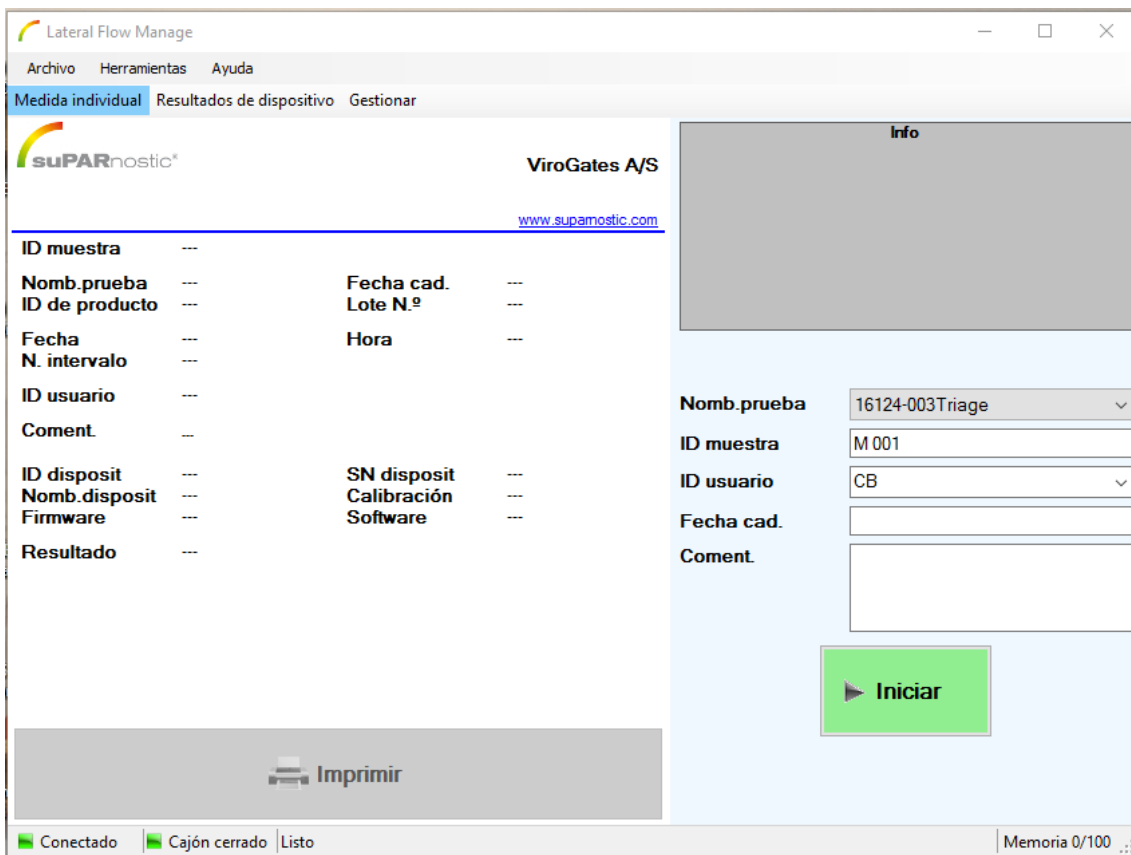 Lateral Flow Manage
Archivo Herramientas Ayuda
Medida individual Resultados de dispositivo Gestionar
suPARnostic®
ViroGates A/S
www.suparnostic.com
ID muestra ---
Nomb.prueba --- Fecha cad. ---
ID de producto --- Lote N.º ---
Fecha --- Hora ---
N. intervalo ---
ID usuario ---
Coment. ---
ID disposit --- SN disposit ---
Nomb.disposit --- Calibración ---
Firmware --- Software ---
Resultado ---
Imprimir
Info
Nomb.prueba 16124-003Triage
ID muestra M 001
ID usuario CB
Fecha cad.
Coment.
Iniciar
Conectado Cajón cerrado Listo Memoria 0/100